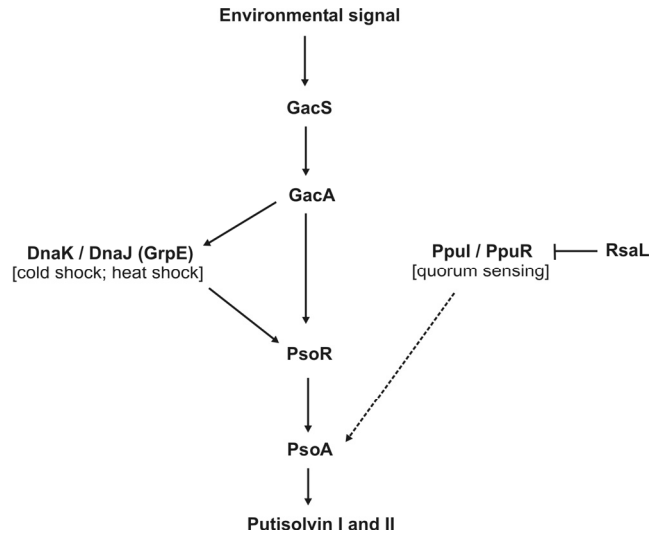 Environmental signal
GacS
GacA
DnaK / DnaJ (GrpE)
[cold shock; heat shock]
PpuI / PpuR
[quorum sensing]
RsaL
PsoR
PsoA
Putisolvin I and II